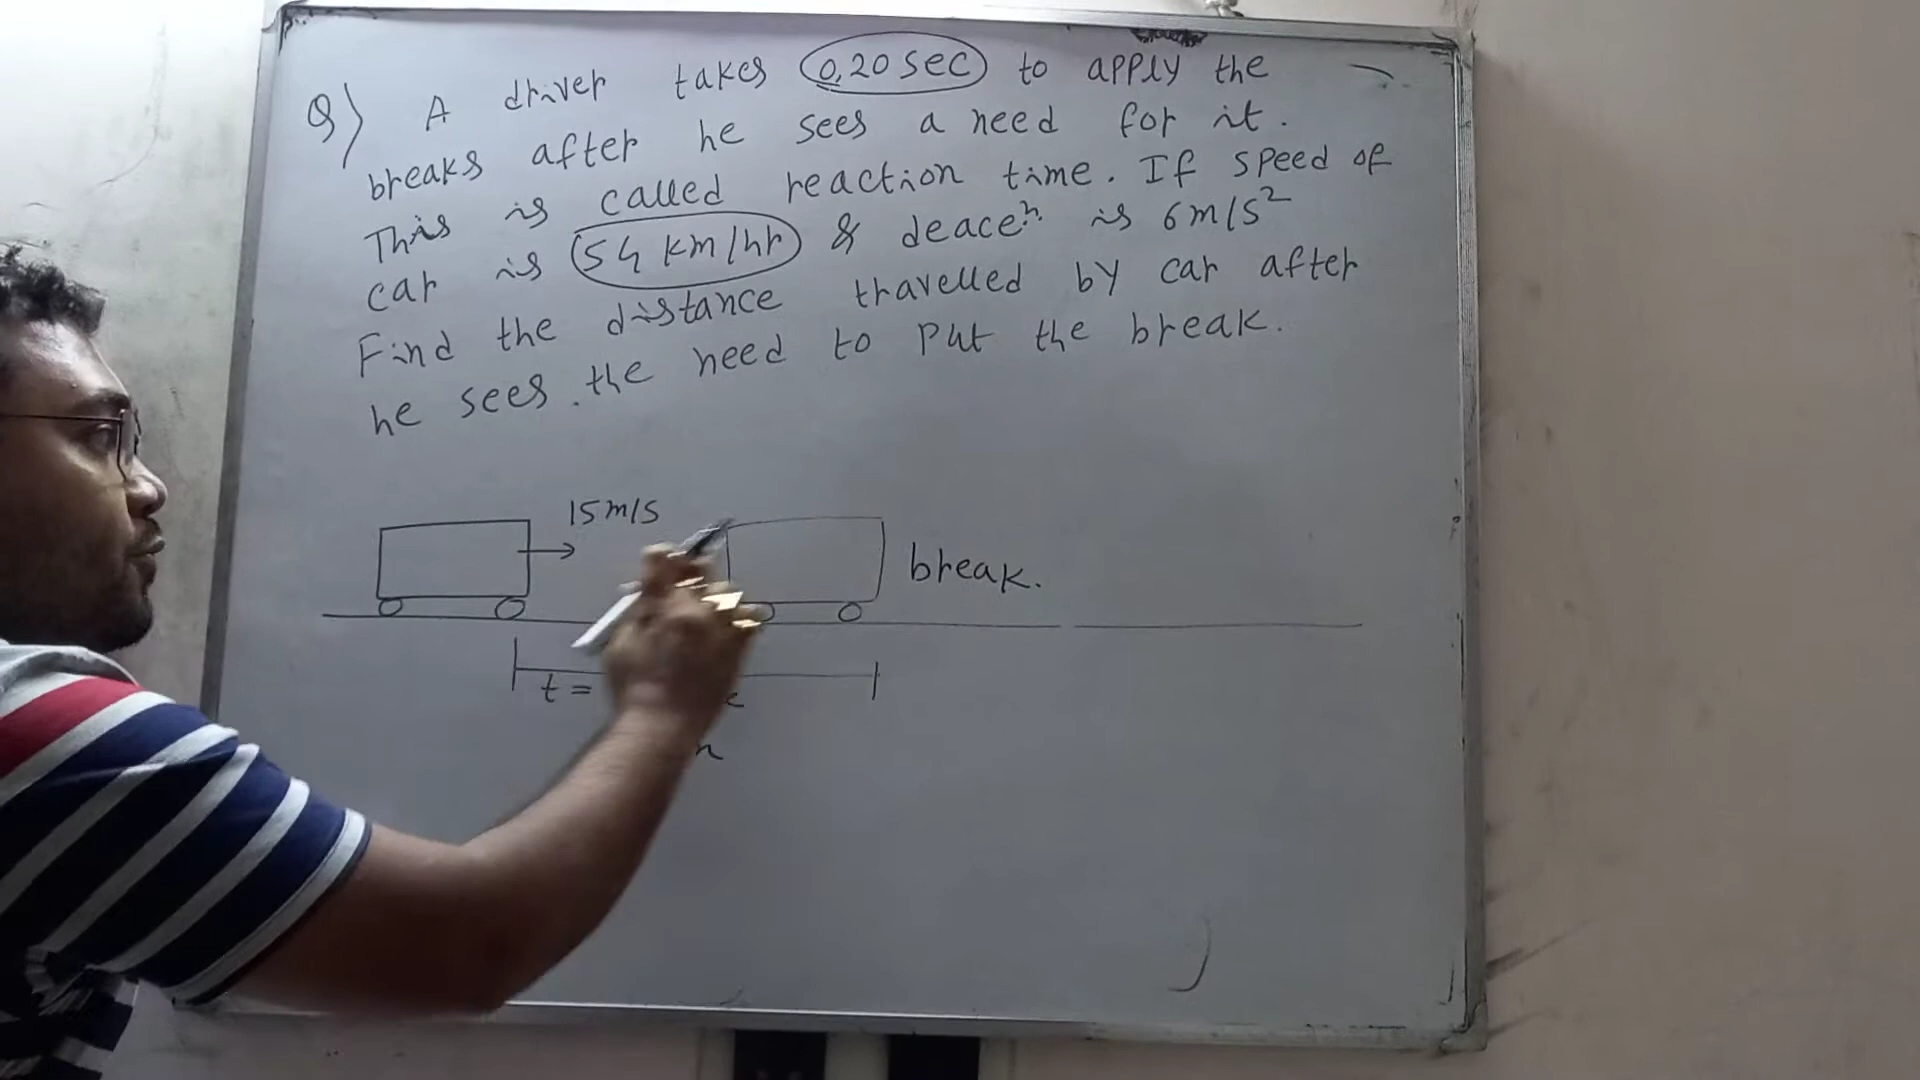 Q) A driver takes 0.20 sec to apply the
breaks after he sees a need for it.
This is called reaction time. If speed of
car is 54 km/hr & deaceⁿ. is 6m/s²
Find the distance travelled by car after
he sees the need to put the break.
15m/s
break.
t =